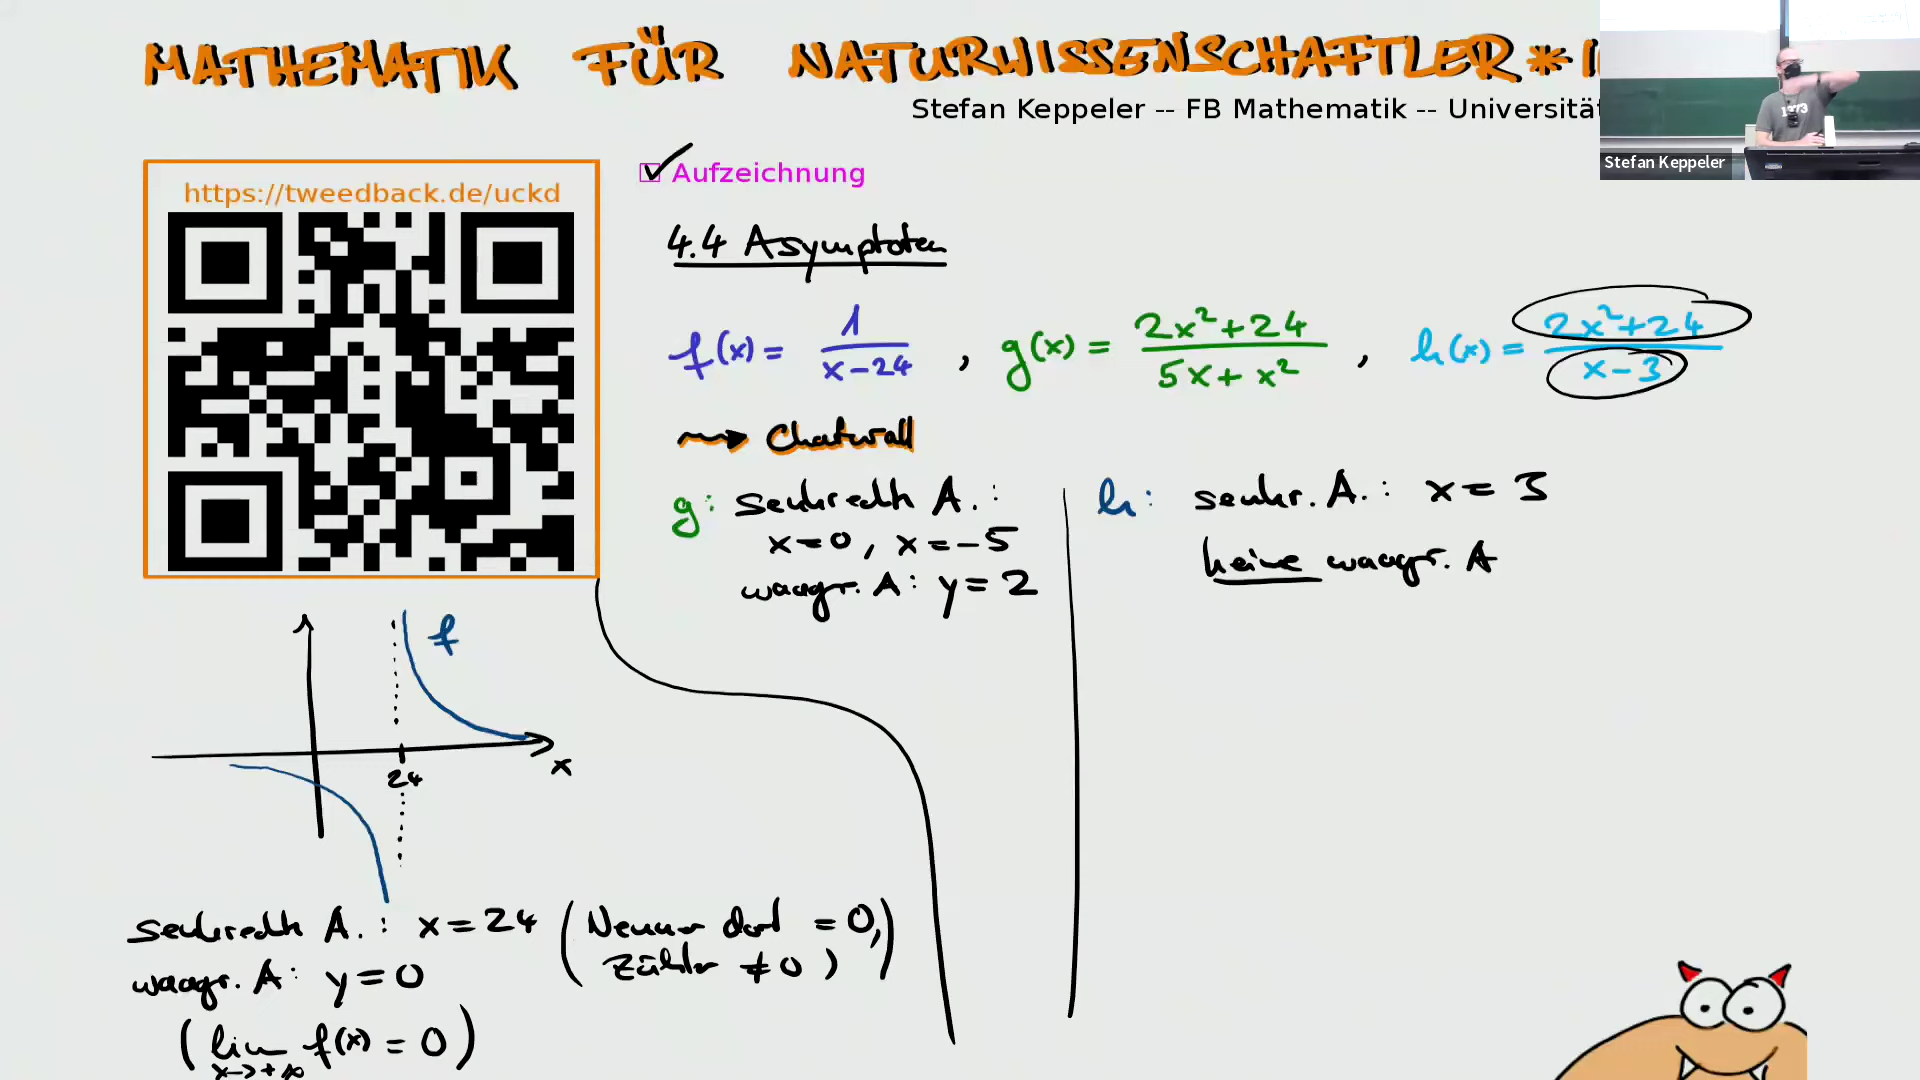 MATHEMATIK FÜR NATURWISSENSCHAFTLER*I
Stefan Keppeler -- FB Mathematik -- Universität
1273
Stefan Keppeler
https://tweedback.de/uckd
Aufzeichnung
4.4 Asymptoten
f(x) = 1/(x-24) , g(x) = (2x²+24)/(5x+x²) , h(x) = (2x²+24)/(x-3)
⇝ Chatwall
g: senkrechte A.:
x=0, x=-5
waagr. A: y=2
h: senkr. A.: x=3
keine waagr. A
f
24
x
senkrechte A.: x=24 (Nenner dort =0,
Zähler ≠0)
waagr. A: y=0
(lim x→±∞ f(x) = 0)